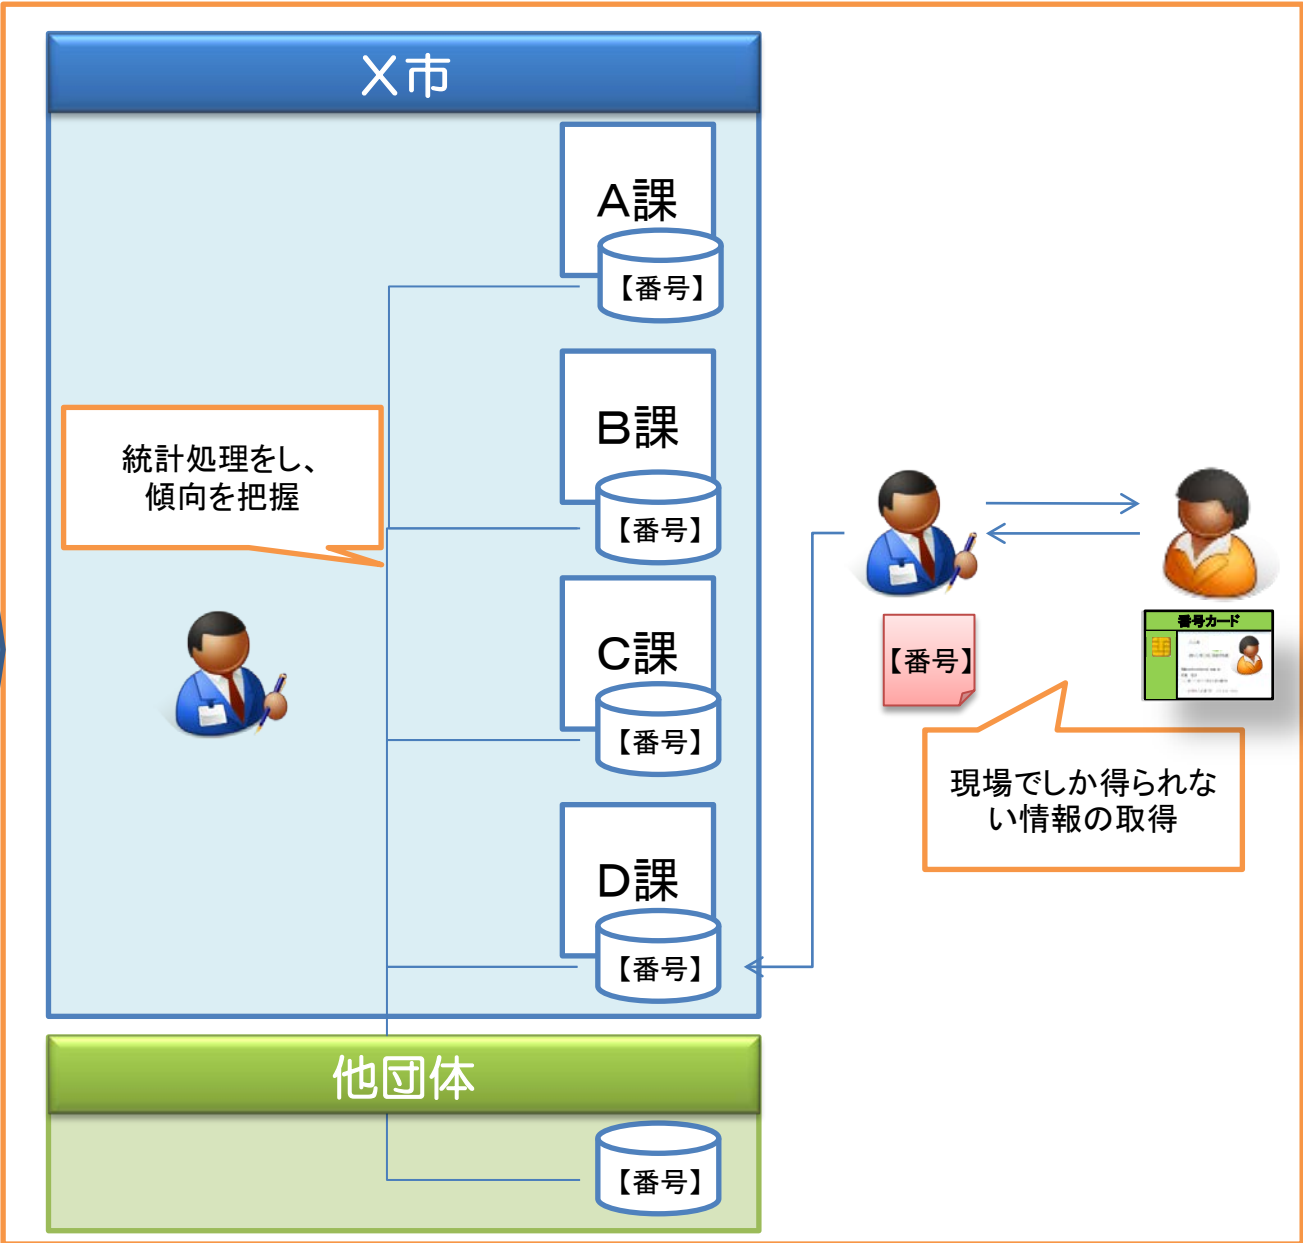 X市
A課
【番号】
B課
【番号】
統計処理をし、
傾向を把握
C課
【番号】
D課
【番号】
他団体
【番号】
【番号】
番号カード
現場でしか得られな
い情報の取得